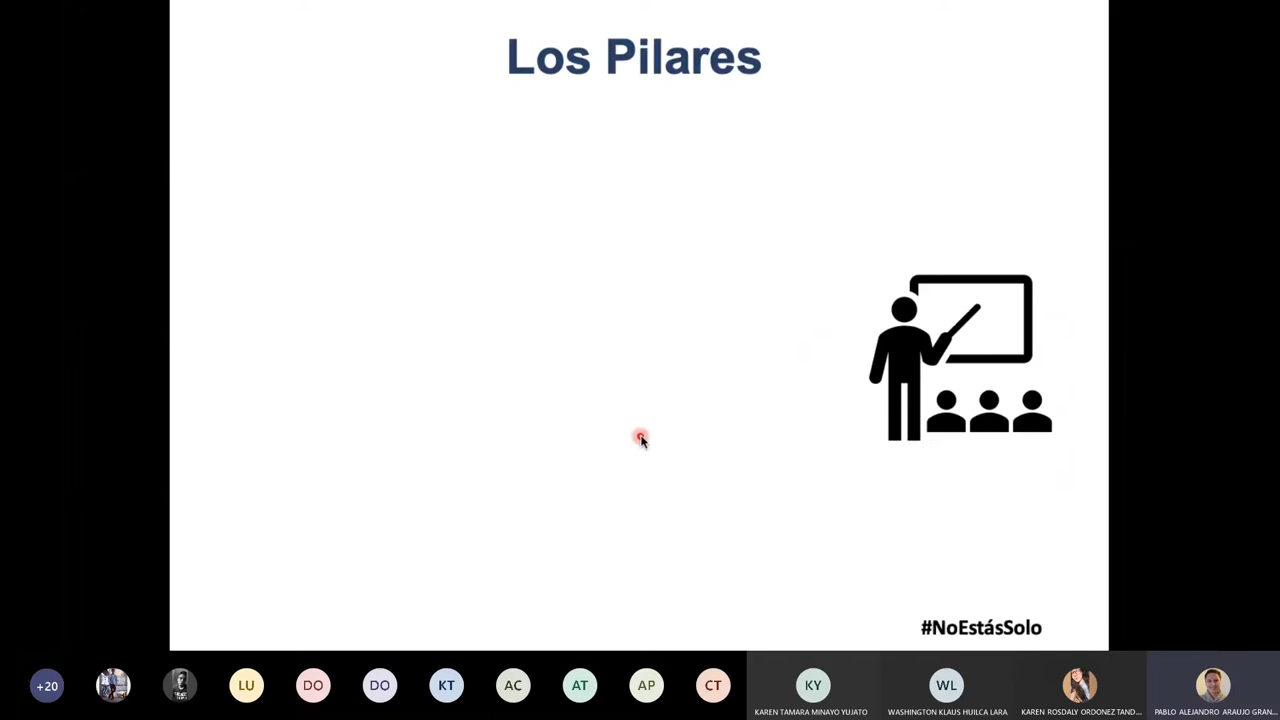 Los Pilares
#NoEstásSolo
+20
LU
DO
DO
KT
AC
AT
AP
CT
KY
WL
KAREN TAMARA MINAYO YUJATO
WASHINGTON KLAUS HUILCA LARA
KAREN ROSDALY ORDONEZ TAND...
PABLO ALEJANDRO ARAUJO GRAN...